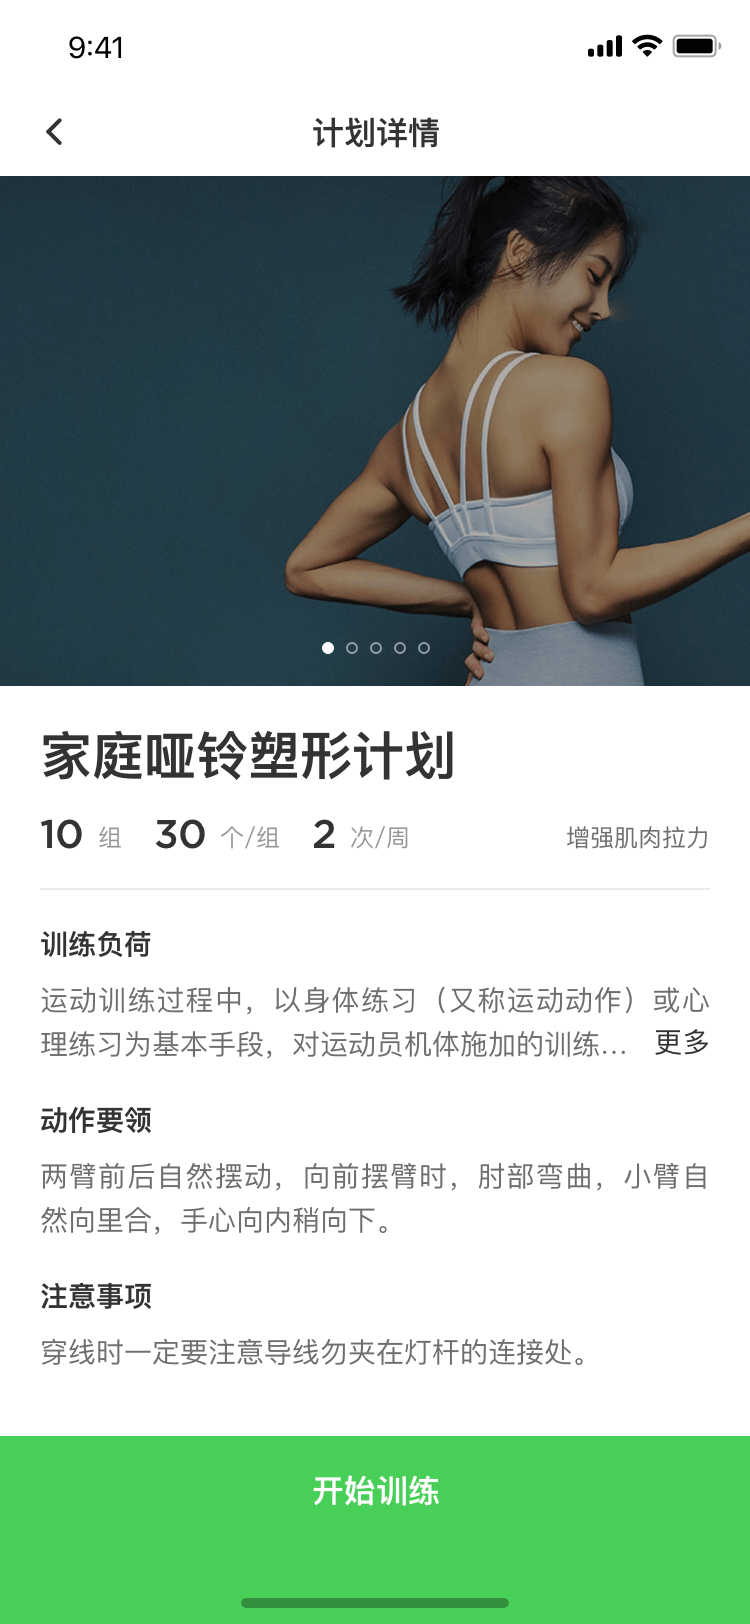 9:41
计划详情
家庭哑铃塑形计划
10 组 30 个/组 2 次/周 增强肌肉拉力
训练负荷
运动训练过程中，以身体练习（又称运动动作）或心
理练习为基本手段，对运动员机体施加的训练... 更多
动作要领
两臂前后自然摆动，向前摆臂时，肘部弯曲，小臂自
然向里合，手心向内稍向下。
注意事项
穿线时一定要注意导线勿夹在灯杆的连接处。
开始训练